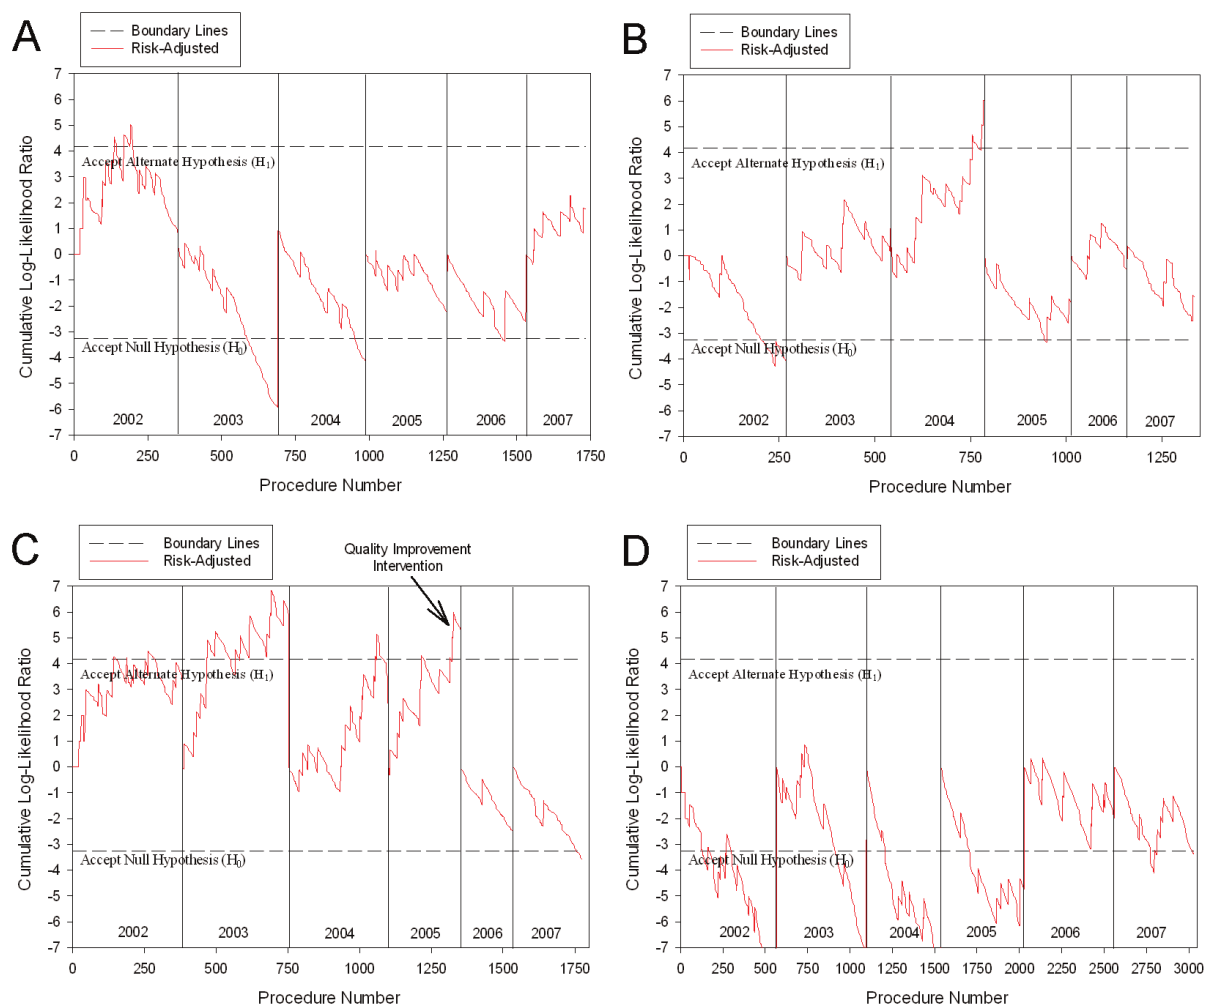 A
Boundary Lines
Risk-Adjusted
7
6
5
4
3
2
1
0
-1
-2
-3
-4
-5
-6
-7
Cumulative Log-Likelihood Ratio
Accept Alternate Hypothesis (H1)
Accept Null Hypothesis (H0)
2002 2003 2004 2005 2006 2007
0 250 500 750 1000 1250 1500 1750
Procedure Number
B
Boundary Lines
Risk-Adjusted
7
6
5
4
3
2
1
0
-1
-2
-3
-4
-5
-6
-7
Cumulative Log-Likelihood Ratio
Accept Alternate Hypothesis (H1)
Accept Null Hypothesis (H0)
2002 2003 2004 2005 2006 2007
0 250 500 750 1000 1250
Procedure Number
C
Boundary Lines
Risk-Adjusted
Quality Improvement
Intervention
7
6
5
4
3
2
1
0
-1
-2
-3
-4
-5
-6
-7
Cumulative Log-Likelihood Ratio
Accept Alternate Hypothesis (H1)
Accept Null Hypothesis (H0)
2002 2003 2004 2005 2006 2007
0 250 500 750 1000 1250 1500 1750
Procedure Number
D
Boundary Lines
Risk-Adjusted
7
6
5
4
3
2
1
0
-1
-2
-3
-4
-5
-6
-7
Cumulative Log-Likelihood Ratio
Accept Alternate Hypothesis (H1)
Accept Null Hypothesis (H0)
2002 2003 2004 2005 2006 2007
0 250 500 750 1000 1250 1500 1750 2000 2250 2500 2750 3000
Procedure Number